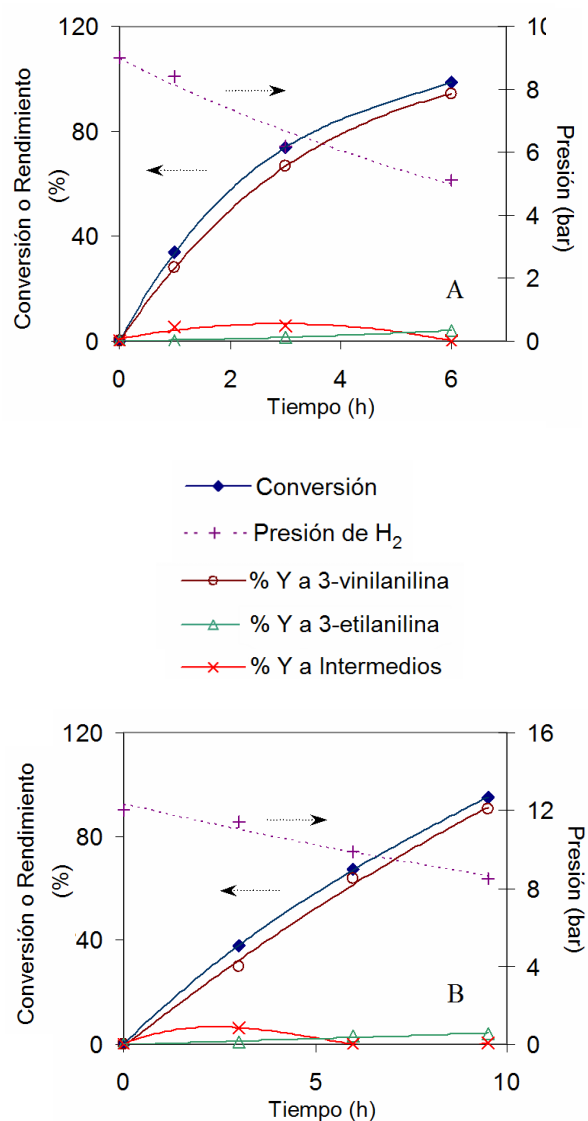 120
80
40
0
Conversión o Rendimiento
(%)
10
8
6
4
2
0
Presión (bar)
A
0
2
4
6
Tiempo (h)
Conversión
Presión de H2
% Y a 3-vinilanilina
% Y a 3-etilanilina
% Y a Intermedios
120
80
40
0
Conversión o Rendimiento
(%)
16
12
8
4
0
Presión (bar)
B
0
5
10
Tiempo (h)